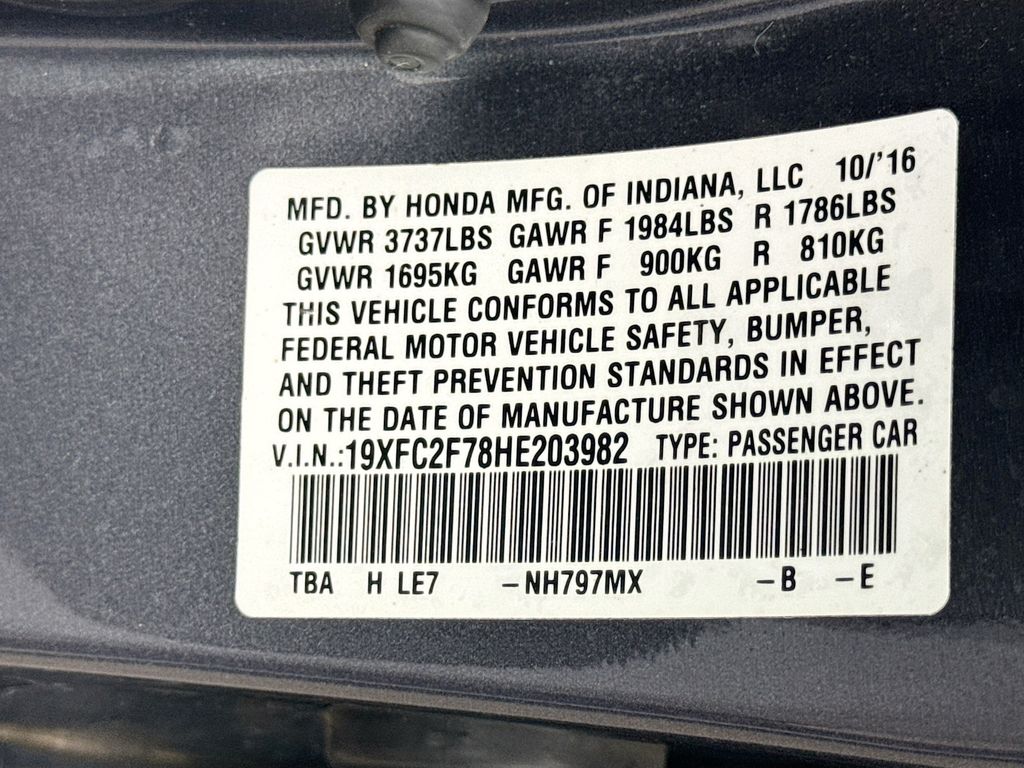 MFD. BY HONDA MFG. OF INDIANA, LLC 10/'16
GVWR 3737LBS GAWR F 1984LBS R 1786LBS
GVWR 1695KG GAWR F 900KG R 810KG
THIS VEHICLE CONFORMS TO ALL APPLICABLE
FEDERAL MOTOR VEHICLE SAFETY, BUMPER,
AND THEFT PREVENTION STANDARDS IN EFFECT
ON THE DATE OF MANUFACTURE SHOWN ABOVE.
V.I.N.:19XFC2F78HE203982 TYPE: PASSENGER CAR
TBA H LE7 –NH797MX –B –E